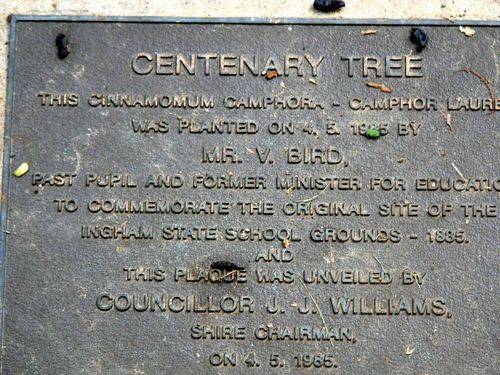 CENTENARY TREE
THIS CINNAMOMUM CAMPHORA - CAMPHOR LAURE
WAS PLANTED ON 4. 5. 1985 BY
MR. V. BIRD,
PAST PUPIL AND FORMER MINISTER FOR EDUCATIO
TO COMMEMORATE THE ORIGINAL SITE OF THE
INGHAM STATE SCHOOL GROUNDS - 1885.
AND
THIS PLAQUE WAS UNVEILED BY
COUNCILLOR J. J. WILLIAMS,
SHIRE CHAIRMAN,
ON 4. 5. 1985.